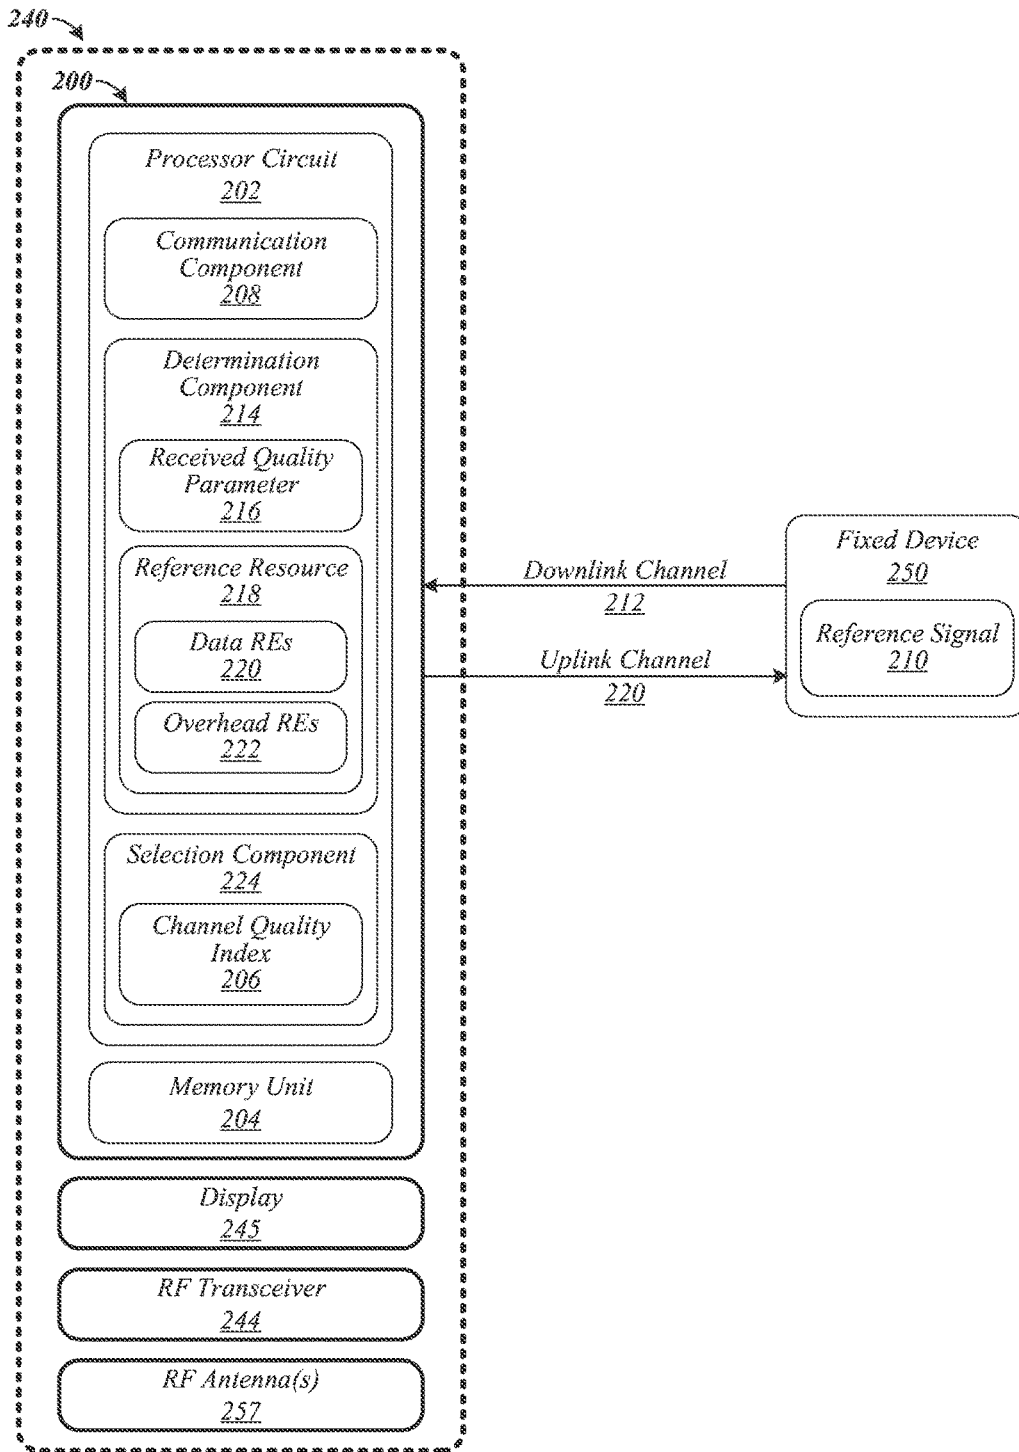 240
200
Processor Circuit
202
Communication
Component
208
Determination
Component
214
Received Quality
Parameter
216
Reference Resource
218
Data REs
220
Overhead REs
222
Selection Component
224
Channel Quality
Index
206
Memory Unit
204
Display
245
RF Transceiver
244
RF Antenna(s)
257
Downlink Channel
212
Uplink Channel
220
Fixed Device
250
Reference Signal
210